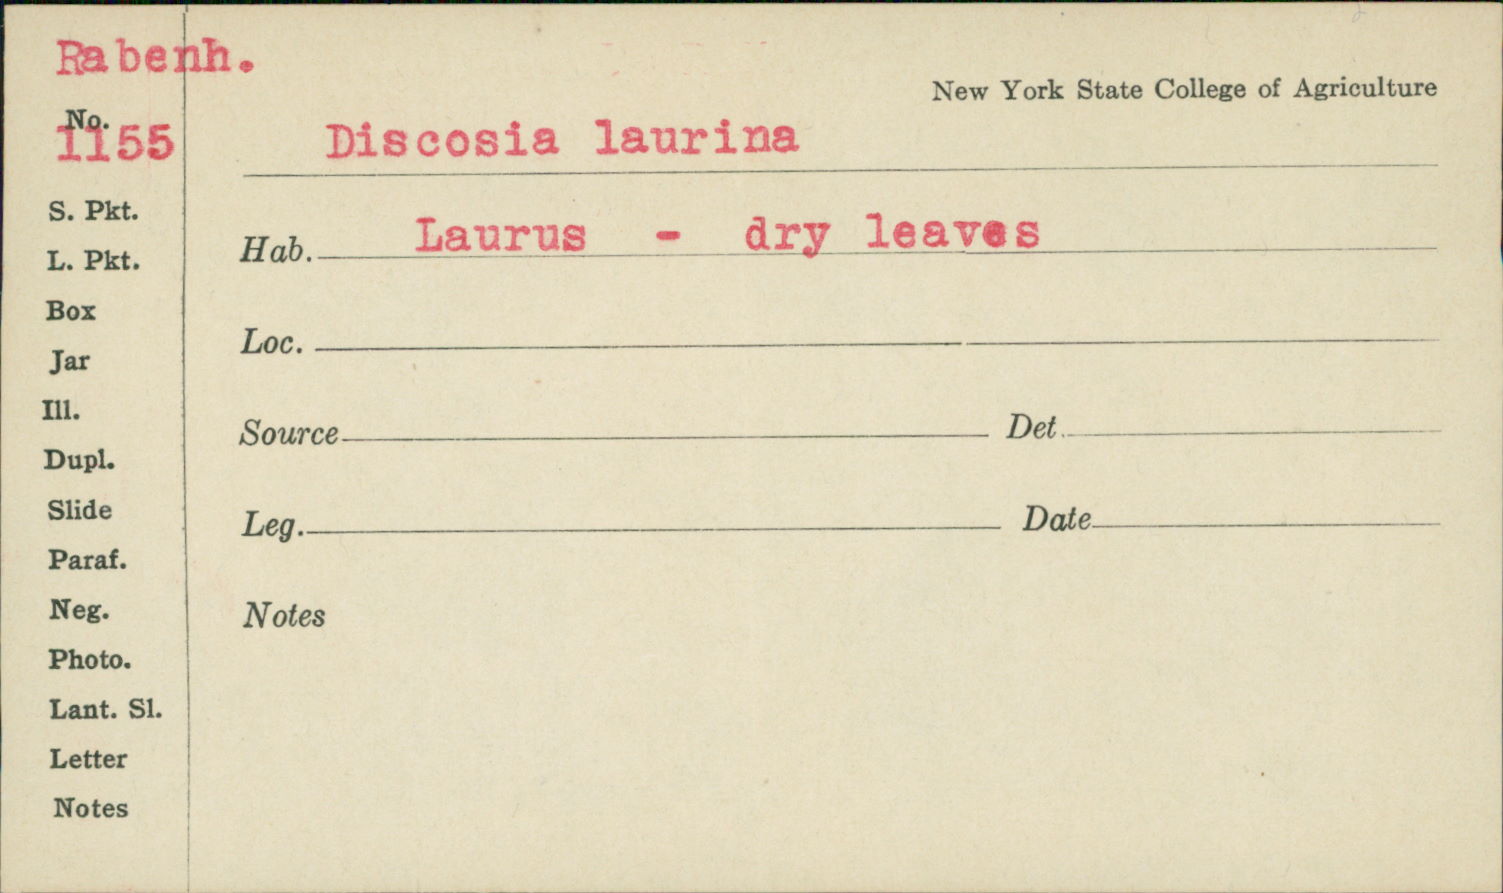 Rabenh.
New York State College of Agriculture
No.
1155
Discosia laurina
S. Pkt.
Hab. Laurus - dry leaves
L. Pkt.
Box
Loc.
Jar
Ill.
Source Det.
Dupl.
Slide
Leg. Date
Paraf.
Neg.
Notes
Photo.
Lant. Sl.
Letter
Notes